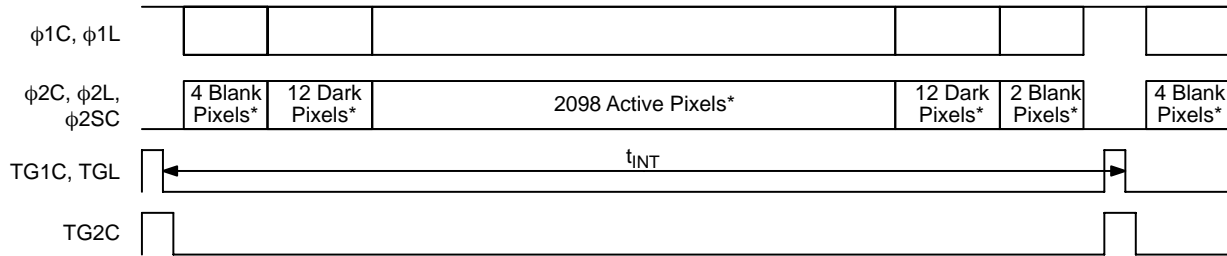 ϕ1C, ϕ1L
ϕ2C, ϕ2L,
ϕ2SC
4 Blank
Pixels*
12 Dark
Pixels*
2098 Active Pixels*
12 Dark
Pixels*
2 Blank
Pixels*
4 Blank
Pixels*
TG1C, TGL
tINT
TG2C